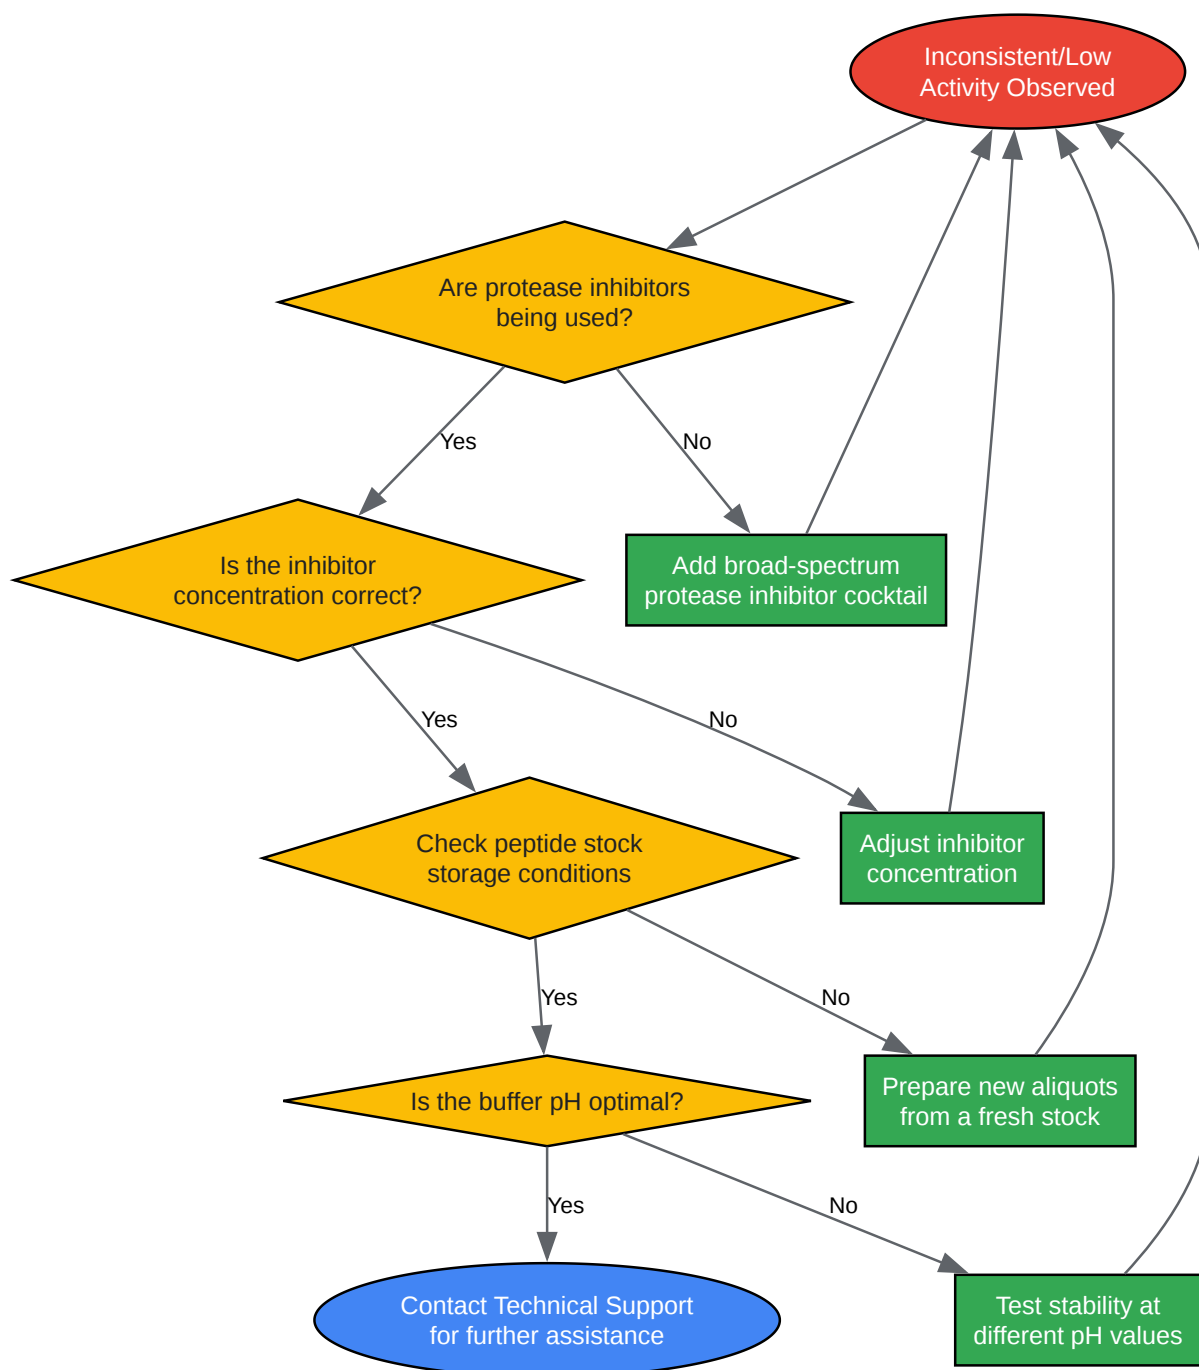 Inconsistent/Low
Activity Observed
Are protease inhibitors
being used?
Yes
No
Is the inhibitor
concentration correct?
Add broad-spectrum
protease inhibitor cocktail
Yes
No
Check peptide stock
storage conditions
Adjust inhibitor
concentration
Yes
No
Is the buffer pH optimal?
Prepare new aliquots
from a fresh stock
Yes
No
Contact Technical Support
for further assistance
Test stability at
different pH values